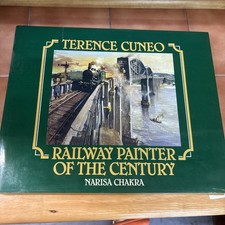 TERENCE CUNEO
RAILWAY PAINTER
OF THE CENTURY
NARISA CHAKRA